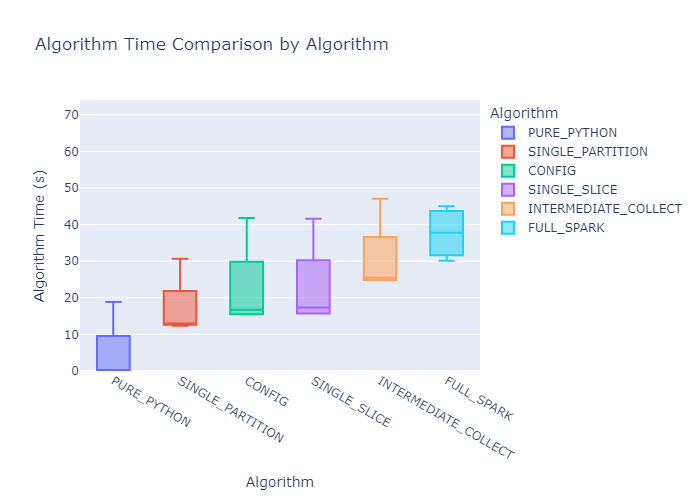 Algorithm Time Comparison by Algorithm
Algorithm Time (s)
70
60
50
40
30
20
10
0
PURE_PYTHON
SINGLE_PARTITION
CONFIG
SINGLE_SLICE
INTERMEDIATE_COLLECT
FULL_SPARK
Algorithm
Algorithm
PURE_PYTHON
SINGLE_PARTITION
CONFIG
SINGLE_SLICE
INTERMEDIATE_COLLECT
FULL_SPARK